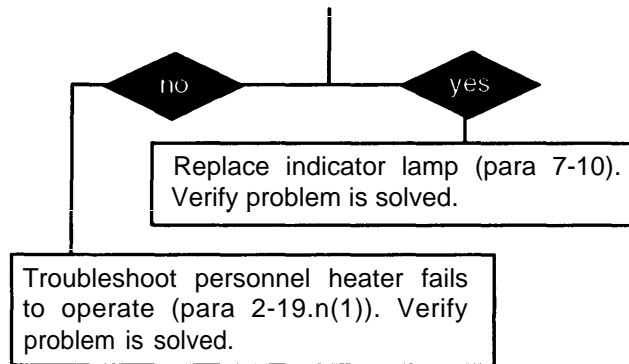 no
yes
Replace indicator lamp (para 7-10).
Verify problem is solved.
Troubleshoot personnel heater fails
to operate (para 2-19.n(1)). Verify
problem is solved.